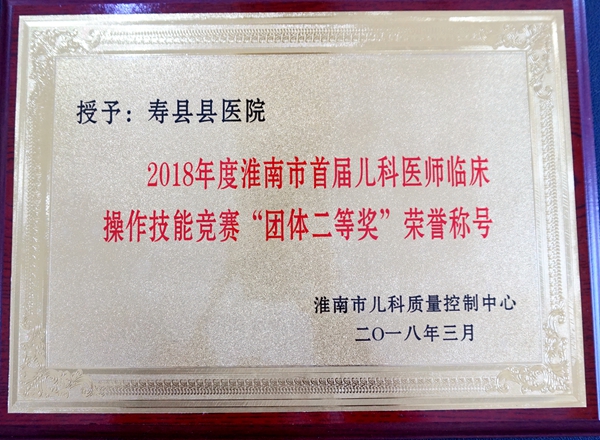 授予：寿县县医院
2018年度淮南市首届儿科医师临床
操作技能竞赛“团体二等奖”荣誉称号
淮南市儿科质量控制中心
二〇一八年三月